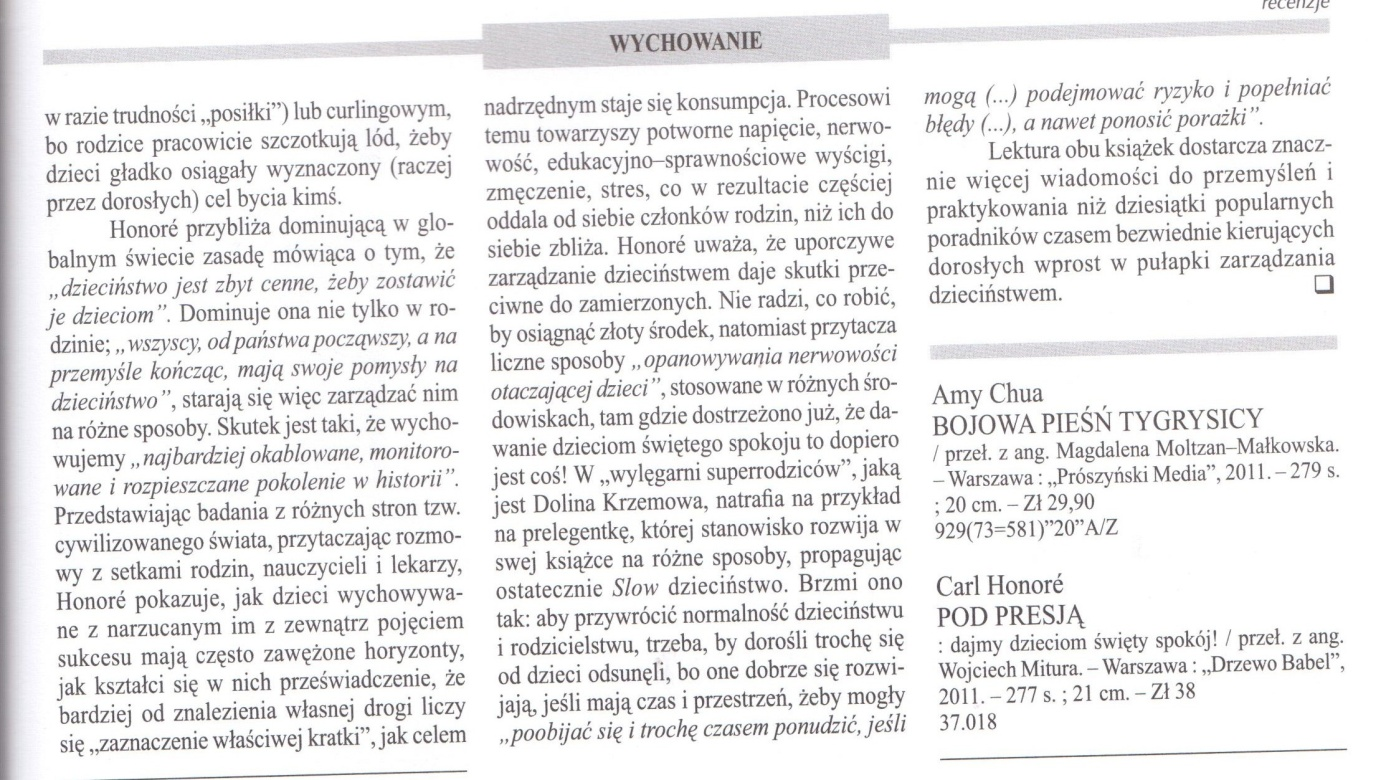 recenzje
WYCHOWANIE
w razie trudności „posiłki”) lub curlingowym,
bo rodzice pracowicie szczotkują lód, żeby
dzieci gładko osiągały wyznaczony (raczej
przez dorosłych) cel bycia kimś.
Honoré przybliża dominującą w glo-
balnym świecie zasadę mówiąca o tym, że
„dzieciństwo jest zbyt cenne, żeby zostawić
je dzieciom”. Dominuje ona nie tylko w ro-
dzinie; „wszyscy, od państwa począwszy, a na
przemyśle kończąc, mają swoje pomysły na
dzieciństwo”, starają się więc zarządzać nim
na różne sposoby. Skutek jest taki, że wycho-
wujemy „najbardziej okablowane, monitoro-
wane i rozpieszczane pokolenie w historii”.
Przedstawiając badania z różnych stron tzw.
cywilizowanego świata, przytaczając rozmo-
wy z setkami rodzin, nauczycieli i lekarzy,
Honoré pokazuje, jak dzieci wychowywa-
ne z narzucanym im z zewnątrz pojęciem
sukcesu mają często zawężone horyzonty,
jak kształci się w nich przeświadczenie, że
bardziej od znalezienia własnej drogi liczy
się „zaznaczenie właściwej kratki”, jak celem
nadrzędnym staje się konsumpcja. Procesowi
temu towarzyszy potworne napięcie, nerwo-
wość, edukacyjno–sprawnościowe wyścigi,
zmęczenie, stres, co w rezultacie częściej
oddala od siebie członków rodzin, niż ich do
siebie zbliża. Honoré uważa, że uporczywe
zarządzanie dzieciństwem daje skutki prze-
ciwne do zamierzonych. Nie radzi, co robić,
by osiągnąć złoty środek, natomiast przytacza
liczne sposoby „opanowywania nerwowości
otaczającej dzieci”, stosowane w różnych śro-
dowiskach, tam gdzie dostrzeżono już, że da-
wanie dzieciom świętego spokoju to dopiero
jest coś! W „wylęgarni superrodziców”, jaką
jest Dolina Krzemowa, natrafia na przykład
na prelegentkę, której stanowisko rozwija w
swej książce na różne sposoby, propagując
ostatecznie Slow dzieciństwo. Brzmi ono
tak: aby przywrócić normalność dzieciństwu
i rodzicielstwu, trzeba, by dorośli trochę się
od dzieci odsunęli, bo one dobrze się rozwi-
jają, jeśli mają czas i przestrzeń, żeby mogły
„poobijać się i trochę czasem ponudzić, jeśli
mogą (...) podejmować ryzyko i popełniać
błędy (...), a nawet ponosić porażki”.
Lektura obu książek dostarcza znacz-
nie więcej wiadomości do przemyśleń i
praktykowania niż dziesiątki popularnych
poradników czasem bezwiednie kierujących
dorosłych wprost w pułapki zarządzania
dzieciństwem. ❑
Amy Chua
BOJOWA PIEŚŃ TYGRYSICY
/ przeł. z ang. Magdalena Moltzan–Małkowska.
– Warszawa : „Prószyński Media”, 2011. – 279 s.
; 20 cm. – Zł 29,90
929(73=581)”20”A/Z
Carl Honoré
POD PRESJĄ
: dajmy dzieciom święty spokój! / przeł. z ang.
Wojciech Mitura. – Warszawa : „Drzewo Babel”,
2011. – 277 s. ; 21 cm. – Zł 38
37.018